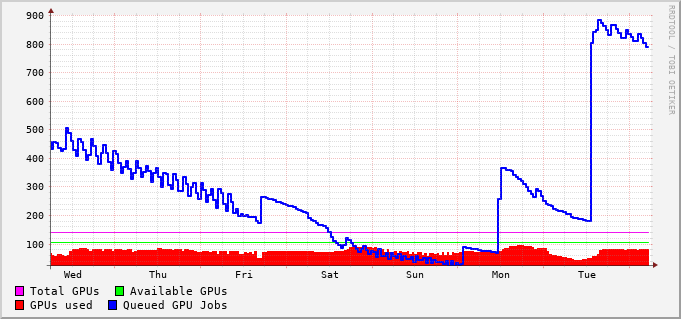 900
800
700
600
500
400
300
200
100
Wed Thu Fri Sat Sun Mon Tue
Total GPUs Available GPUs
GPUs used Queued GPU Jobs
RRDTOOL / TOBI OETIKER